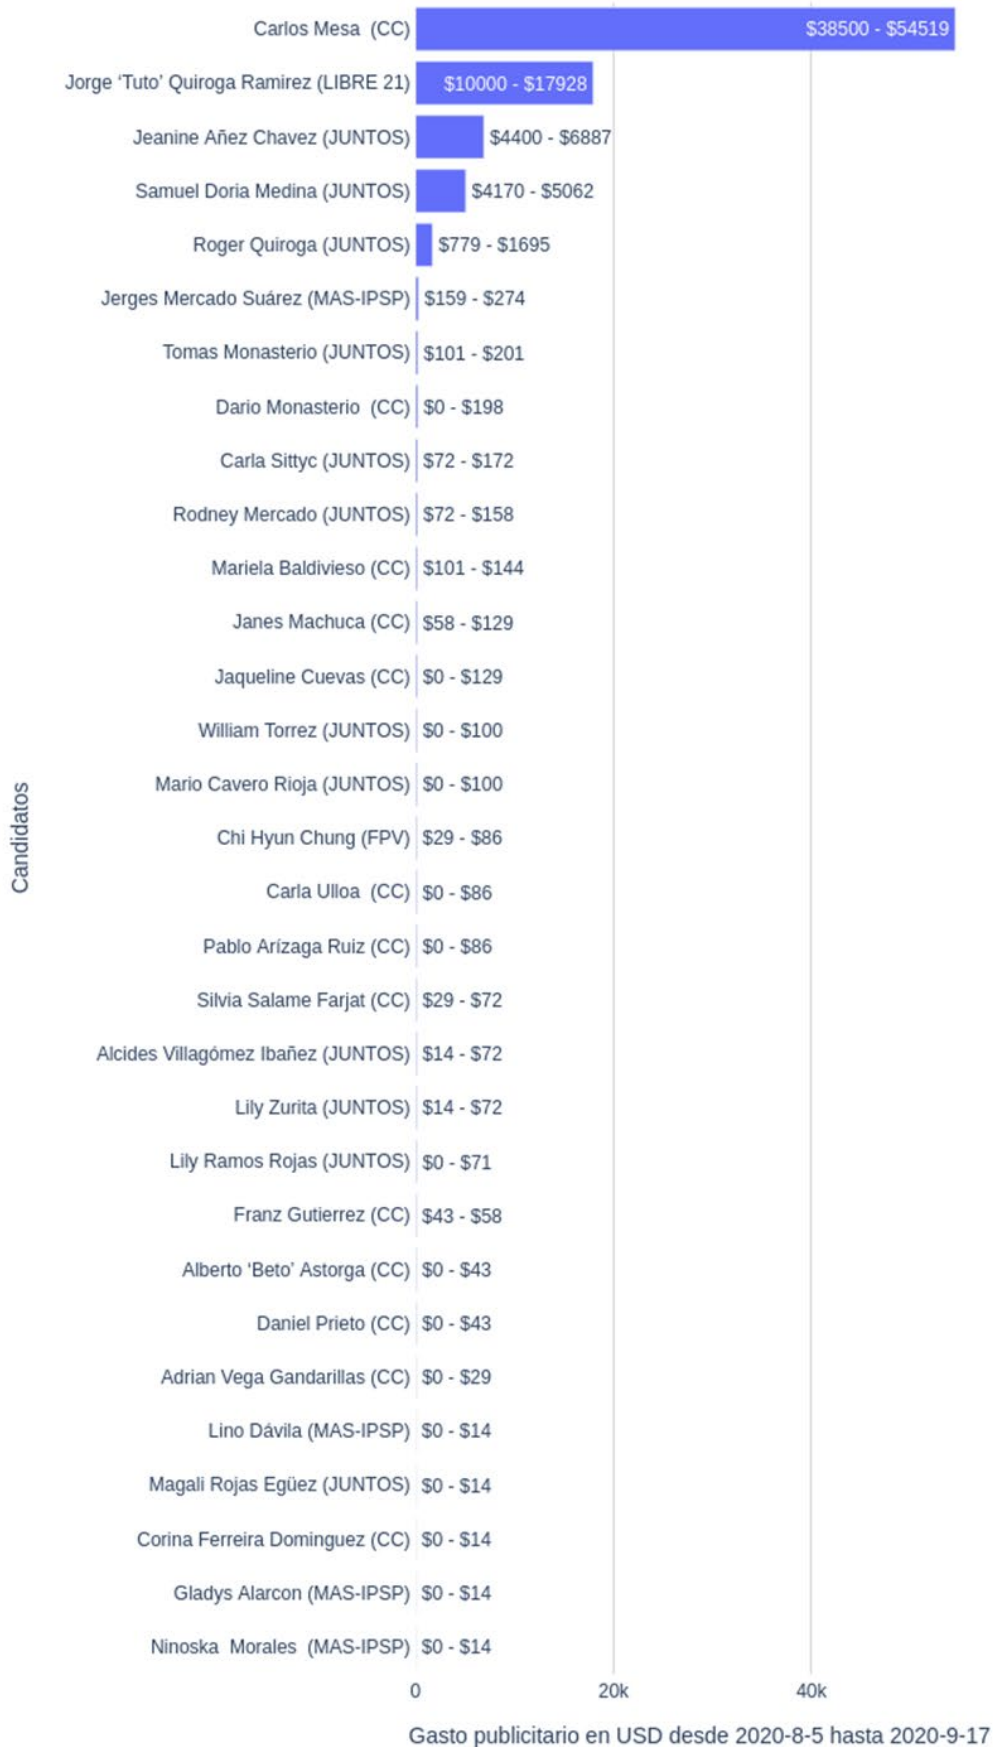 Carlos Mesa  (CC) $38500 - $54519
Jorge ‘Tuto’ Quiroga Ramirez (LIBRE 21) $10000 - $17928
Jeanine Añez Chavez (JUNTOS) $4400 - $6887
Samuel Doria Medina (JUNTOS) $4170 - $5062
Roger Quiroga (JUNTOS) $779 - $1695
Jerges Mercado Suárez (MAS-IPSP) $159 - $274
Tomas Monasterio (JUNTOS) $101 - $201
Dario Monasterio  (CC) $0 - $198
Carla Sittyc (JUNTOS) $72 - $172
Rodney Mercado (JUNTOS) $72 - $158
Mariela Baldivieso (CC) $101 - $144
Janes Machuca (CC) $58 - $129
Jaqueline Cuevas (CC) $0 - $129
William Torrez (JUNTOS) $0 - $100
Mario Cavero Rioja (JUNTOS) $0 - $100
Chi Hyun Chung (FPV) $29 - $86
Carla Ulloa  (CC) $0 - $86
Pablo Arízaga Ruiz (CC) $0 - $86
Silvia Salame Farjat (CC) $29 - $72
Alcides Villagómez Ibañez (JUNTOS) $14 - $72
Lily Zurita (JUNTOS) $14 - $72
Lily Ramos Rojas (JUNTOS) $0 - $71
Franz Gutierrez (CC) $43 - $58
Alberto ‘Beto’ Astorga (CC) $0 - $43
Daniel Prieto (CC) $0 - $43
Adrian Vega Gandarillas (CC) $0 - $29
Lino Dávila (MAS-IPSP) $0 - $14
Magali Rojas Egüez (JUNTOS) $0 - $14
Corina Ferreira Dominguez (CC) $0 - $14
Gladys Alarcon (MAS-IPSP) $0 - $14
Ninoska  Morales  (MAS-IPSP) $0 - $14
Candidatos
0 20k 40k
Gasto publicitario en USD desde 2020-8-5 hasta 2020-9-17